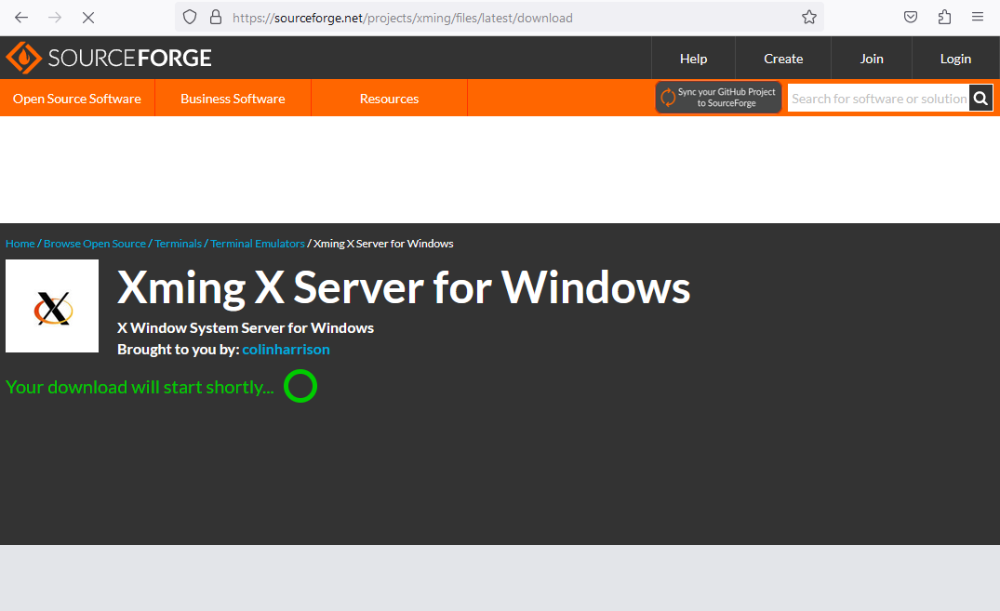 https://sourceforge.net/projects/xming/files/latest/download
SOURCEFORGE
Help
Create
Join
Login
Open Source Software
Business Software
Resources
Sync your GitHub Project
to SourceForge
Search for software or solution
Home / Browse Open Source / Terminals / Terminal Emulators / Xming X Server for Windows
Xming X Server for Windows
X Window System Server for Windows
Brought to you by: colinharrison
Your download will start shortly...